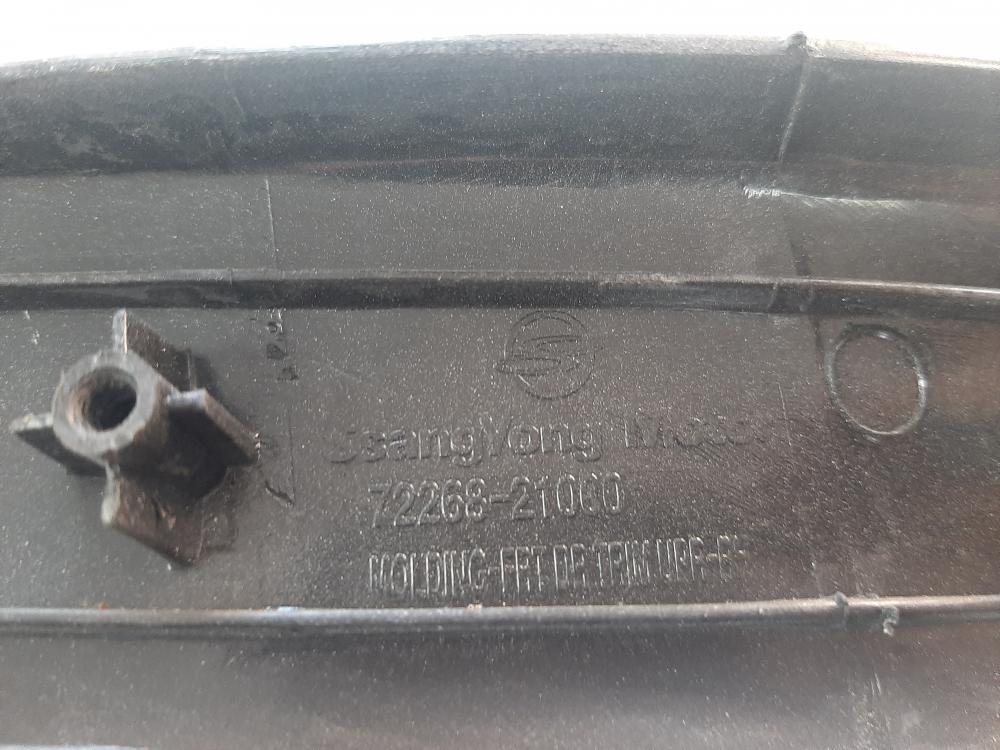 SsangYong Motor
72268-21000
MOLDING-FRT DR TRIM UPR-RH